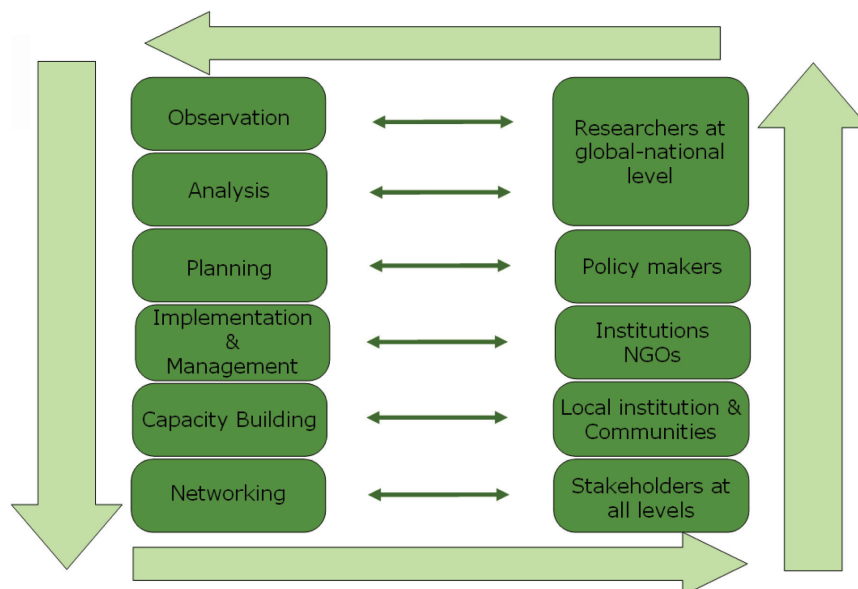 Observation
Researchers at
global-national
level
Analysis
Planning
Policy makers
Implementation
&
Management
Institutions
NGOs
Capacity Building
Local institution &
Communities
Networking
Stakeholders at
all levels